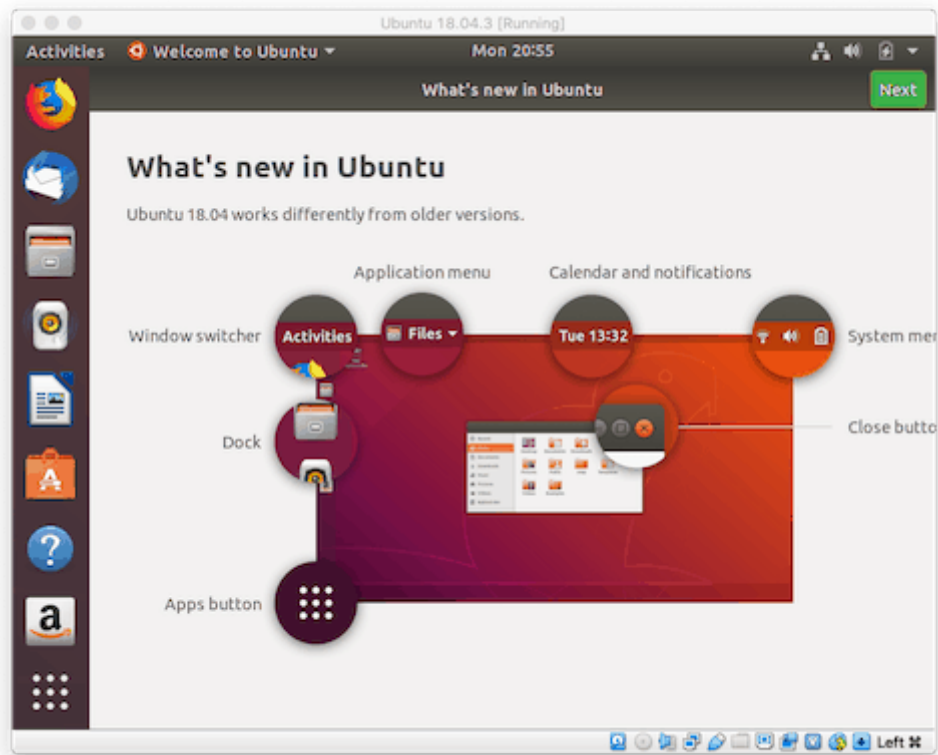 Ubuntu 18.04.3 [Running]
Activities Welcome to Ubuntu Mon 20:55
What's new in Ubuntu Next
What's new in Ubuntu
Ubuntu 18.04 works differently from older versions.
Application menu Calendar and notifications
Window switcher Activities Files Tue 13:32 System men
Dock Close butto
Apps button
a
Left ⌘